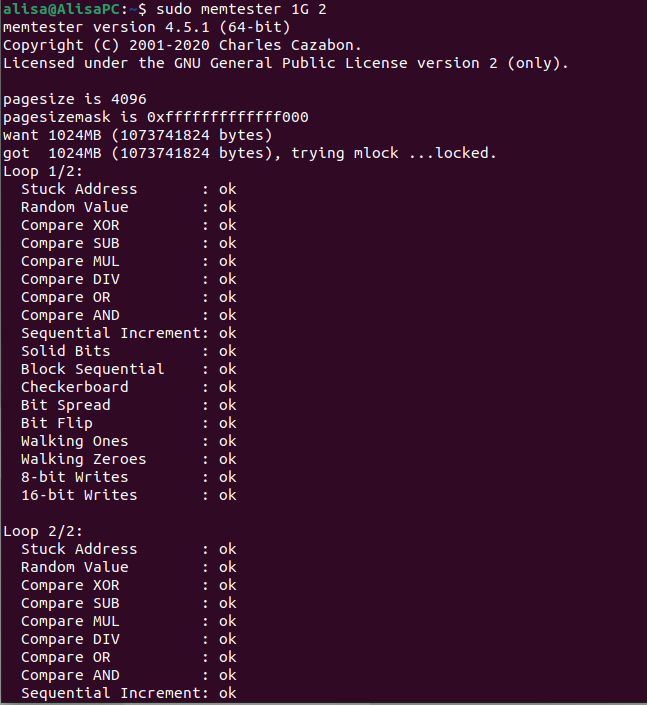 alisa@AlisaPC:~$ sudo memtester 1G 2
memtester version 4.5.1 (64-bit)
Copyright (C) 2001-2020 Charles Cazabon.
Licensed under the GNU General Public License version 2 (only).

pagesize is 4096
pagesizemask is 0xfffffffffffff000
want 1024MB (1073741824 bytes)
got  1024MB (1073741824 bytes), trying mlock ...locked.
Loop 1/2:
  Stuck Address       : ok
  Random Value        : ok
  Compare XOR         : ok
  Compare SUB         : ok
  Compare MUL         : ok
  Compare DIV         : ok
  Compare OR          : ok
  Compare AND         : ok
  Sequential Increment: ok
  Solid Bits          : ok
  Block Sequential    : ok
  Checkerboard        : ok
  Bit Spread          : ok
  Bit Flip            : ok
  Walking Ones        : ok
  Walking Zeroes      : ok
  8-bit Writes        : ok
  16-bit Writes       : ok

Loop 2/2:
  Stuck Address       : ok
  Random Value        : ok
  Compare XOR         : ok
  Compare SUB         : ok
  Compare MUL         : ok
  Compare DIV         : ok
  Compare OR          : ok
  Compare AND         : ok
  Sequential Increment: ok